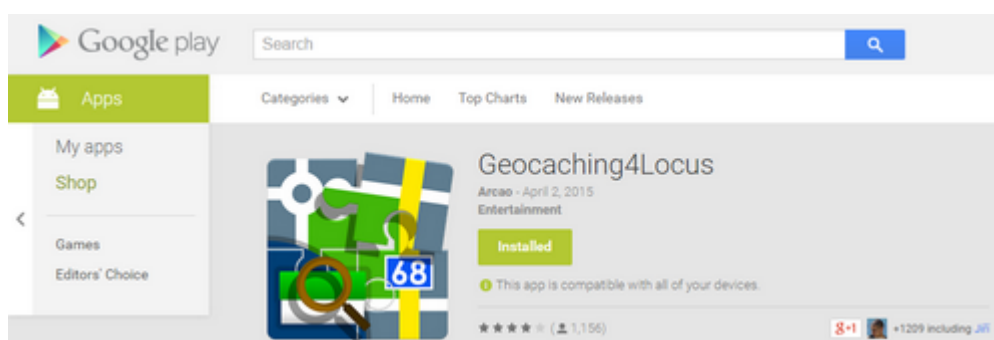 Google play
Search
Apps
Categories
Home
Top Charts
New Releases
My apps
Shop
Games
Editors' Choice
Geocaching4Locus
Arcao - April 2, 2015
Entertainment
Installed
This app is compatible with all of your devices.
68
(1,156)
g+1
+1209 including Jiří